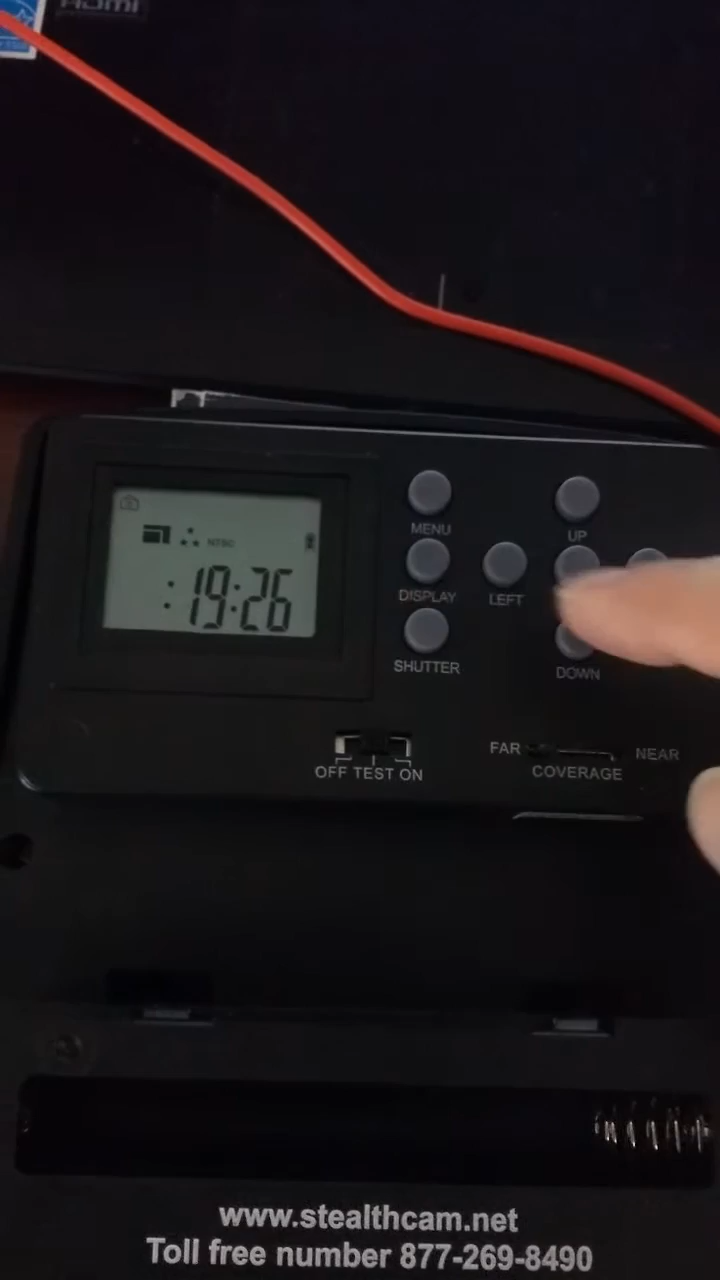 HDMI
NTSC
:19:26
MENU
UP
DISPLAY
LEFT
SHUTTER
DOWN
OFF TEST ON
FAR
NEAR
COVERAGE
www.stealthcam.net
Toll free number 877-269-8490